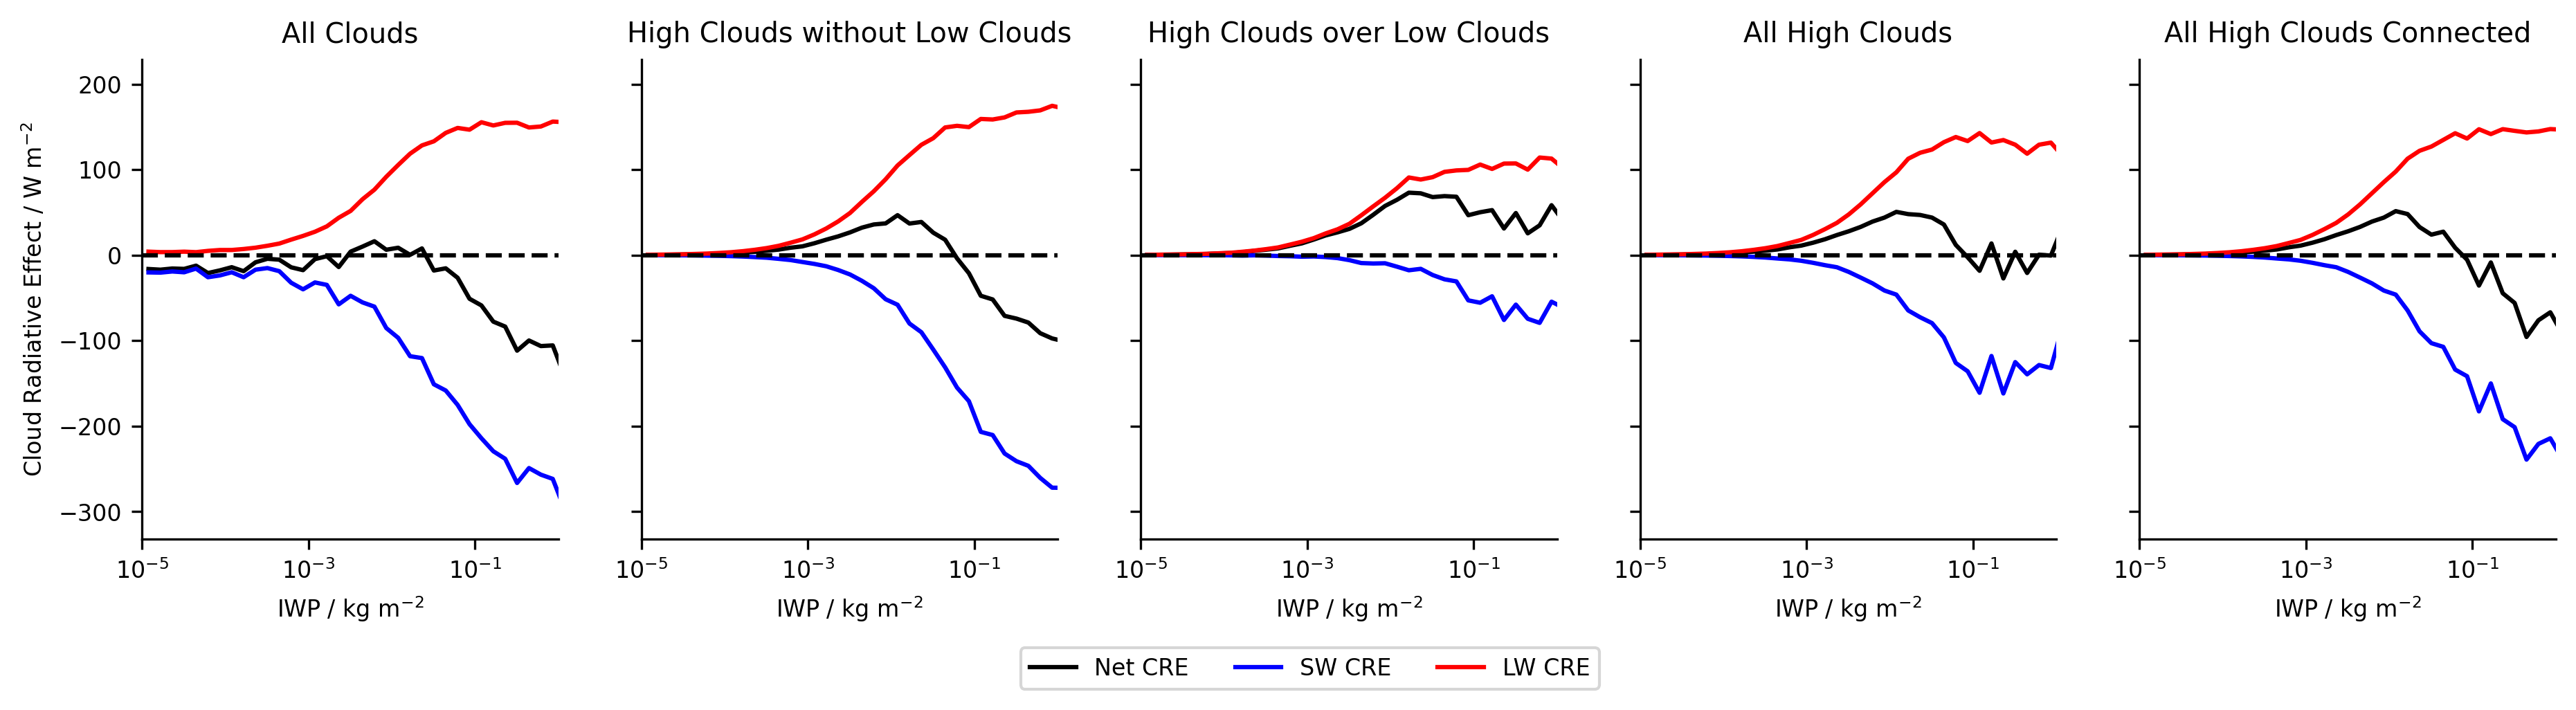 All Clouds
High Clouds without Low Clouds
High Clouds over Low Clouds
All High Clouds
All High Clouds Connected
Cloud Radiative Effect / W m⁻²
200
100
0
−100
−200
−300
10⁻⁵ 10⁻³ 10⁻¹
10⁻⁵ 10⁻³ 10⁻¹
10⁻⁵ 10⁻³ 10⁻¹
10⁻⁵ 10⁻³ 10⁻¹
10⁻⁵ 10⁻³ 10⁻¹
IWP / kg m⁻²
IWP / kg m⁻²
IWP / kg m⁻²
IWP / kg m⁻²
IWP / kg m⁻²
Net CRE SW CRE LW CRE